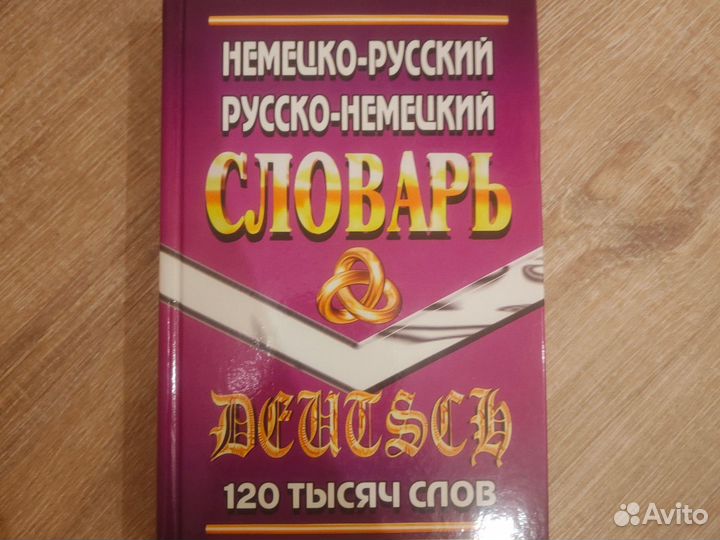 НЕМЕЦКО-РУССКИЙ
РУССКО-НЕМЕЦКИЙ
СЛОВАРЬ
DEUTSCH
120 ТЫСЯЧ СЛОВ
Avito